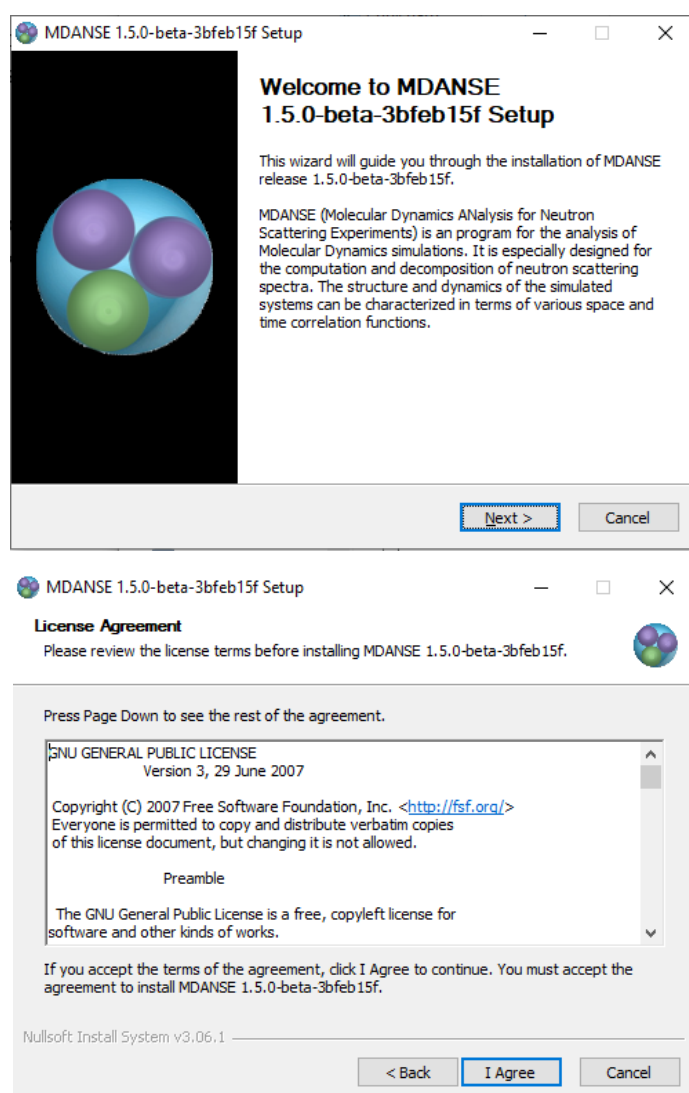 MDANSE 1.5.0-beta-3bfeb15f Setup
Welcome to MDANSE
1.5.0-beta-3bfeb15f Setup
This wizard will guide you through the installation of MDANSE
release 1.5.0-beta-3bfeb15f.
MDANSE (Molecular Dynamics ANalysis for Neutron
Scattering Experiments) is an program for the analysis of
Molecular Dynamics simulations. It is especially designed for
the computation and decomposition of neutron scattering
spectra. The structure and dynamics of the simulated
systems can be characterized in terms of various space and
time correlation functions.
Next > Cancel
MDANSE 1.5.0-beta-3bfeb15f Setup
License Agreement
Please review the license terms before installing MDANSE 1.5.0-beta-3bfeb15f.
Press Page Down to see the rest of the agreement.
GNU GENERAL PUBLIC LICENSE
Version 3, 29 June 2007
Copyright (C) 2007 Free Software Foundation, Inc. <http://fsf.org/>
Everyone is permitted to copy and distribute verbatim copies
of this license document, but changing it is not allowed.
Preamble
The GNU General Public License is a free, copyleft license for
software and other kinds of works.
If you accept the terms of the agreement, click I Agree to continue. You must accept the
agreement to install MDANSE 1.5.0-beta-3bfeb15f.
Nullsoft Install System v3.06.1
< Back I Agree Cancel